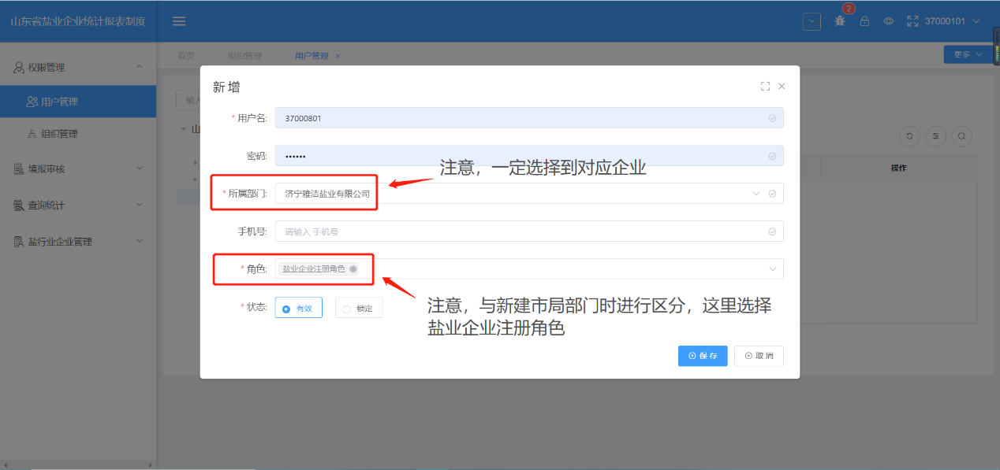 山东省盐业企业统计报表制度
2
37000101
首页
组织管理
用户管理
更多
权限管理
用户管理
组织管理
填报审核
查询统计
盐行业企业管理
输入
山
操作
新增
* 用户名:
37000801
密码:
••••••
注意，一定选择到对应企业
* 所属部门:
济宁雅洁盐业有限公司
手机号:
请输入 手机号
* 角色:
盐业企业注册角色
* 状态:
有效
锁定
注意，与新建市局部门时进行区分，这里选择
盐业企业注册角色
保存
取消